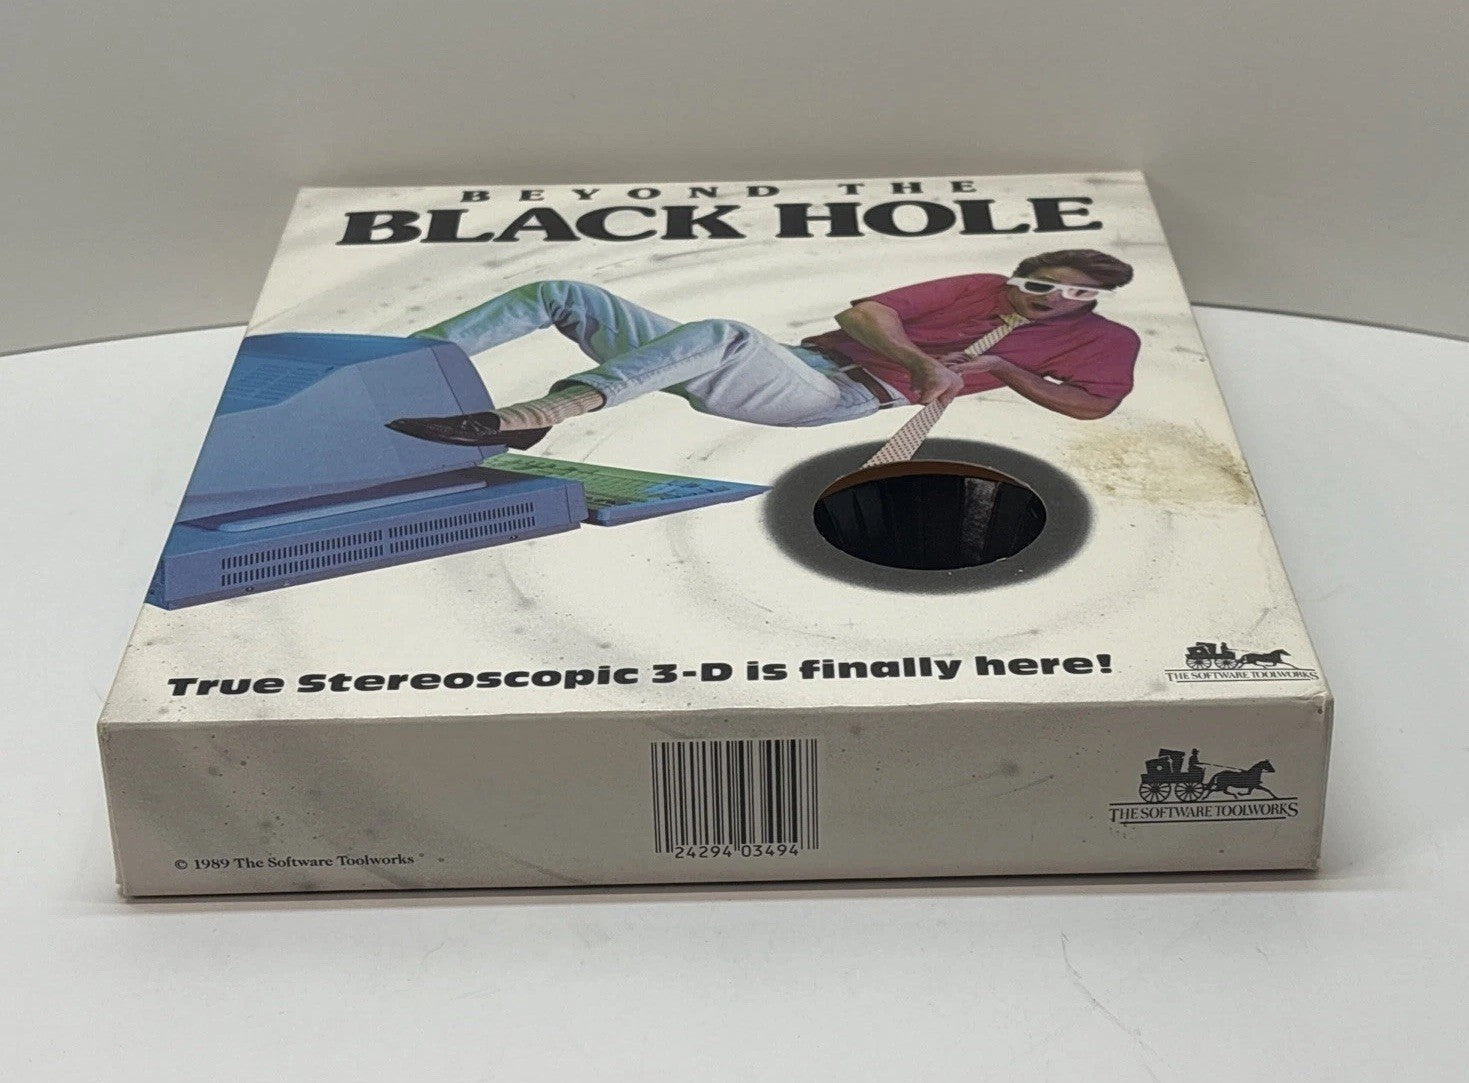 BEYOND THE
BLACK HOLE
True Stereoscopic 3-D is finally here!
THE SOFTWARE TOOLWORKS
© 1989 The Software Toolworks
24294 03494
THE SOFTWARE TOOLWORKS